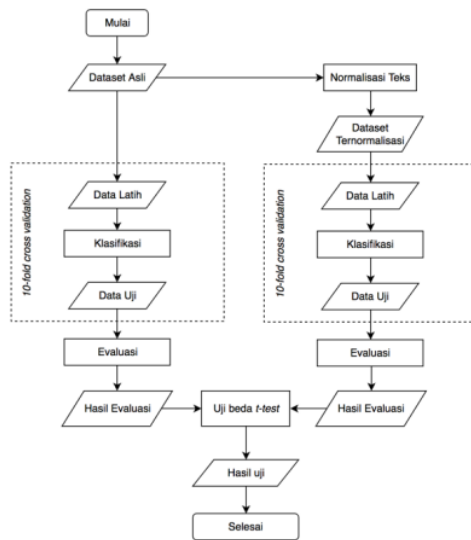 Mulai
Dataset Asli
Normalisasi Teks
Dataset
Ternormalisasi
10-fold cross validation
Data Latih
Klasifikasi
Data Uji
10-fold cross validation
Data Latih
Klasifikasi
Data Uji
Evaluasi
Evaluasi
Hasil Evaluasi
Uji beda t-test
Hasil Evaluasi
Hasil uji
Selesai